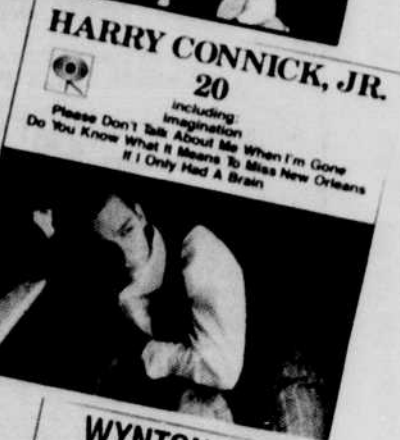 HARRY CONNICK, JR.
20
including:
Imagination
Please Don't Talk About Me When I'm Gone
Do You Know What It Means To Miss New Orleans
If I Only Had A Brain